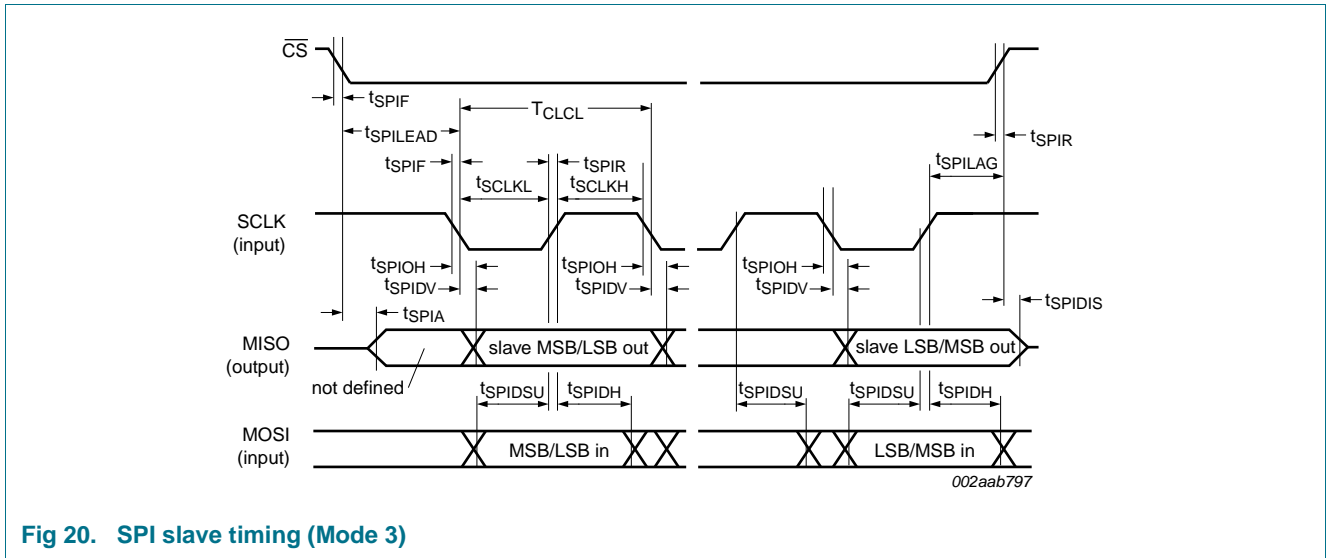 CS
tSPIF
TCLCL
tSPILEAD
tSPIR
tSPIF
tSPIR
tSPILAG
tSCLKL
tSCLKH
SCLK
(input)
tSPIOH
tSPIOH
tSPIOH
tSPIDV
tSPIDV
tSPIDV
tSPIDIS
tSPIA
MISO
(output)
slave MSB/LSB out
slave LSB/MSB out
not defined
tSPIDSU
tSPIDH
tSPIDSU
tSPIDSU
tSPIDH
MOSI
(input)
MSB/LSB in
LSB/MSB in
002aab797
Fig 20. SPI slave timing (Mode 3)